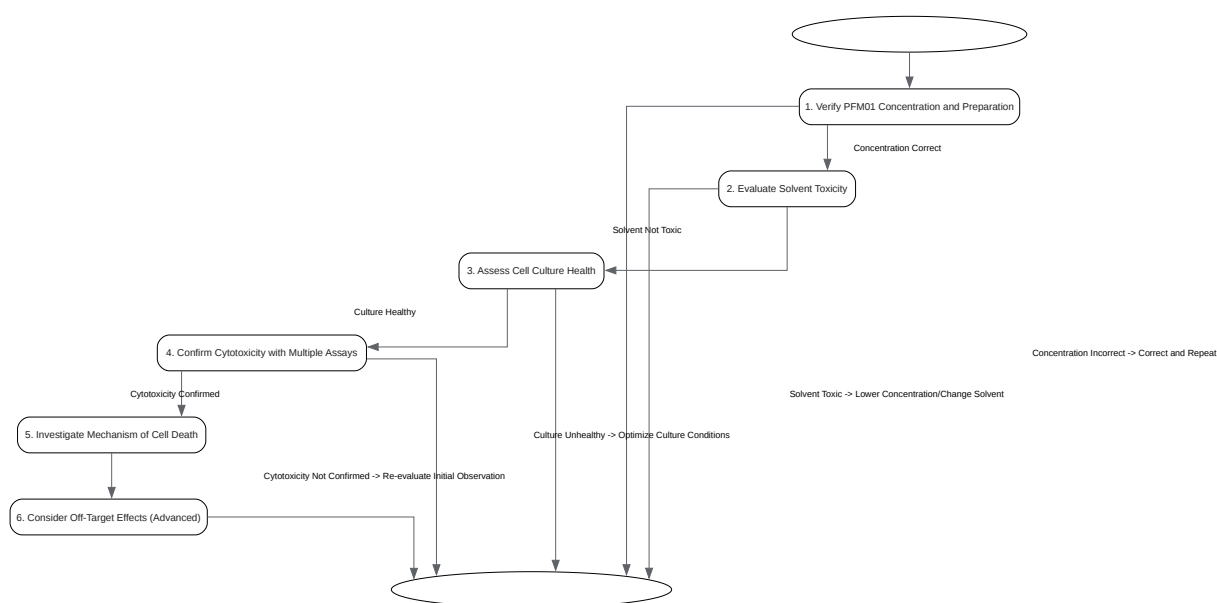 1. Verify PFM01 Concentration and Preparation
Concentration Correct
2. Evaluate Solvent Toxicity
Solvent Not Toxic
3. Assess Cell Culture Health
Culture Healthy
4. Confirm Cytotoxicity with Multiple Assays
Concentration Incorrect -> Correct and Repeat
Cytotoxicity Confirmed
Solvent Toxic -> Lower Concentration/Change Solvent
5. Investigate Mechanism of Cell Death
Culture Unhealthy -> Optimize Culture Conditions
Cytotoxicity Not Confirmed -> Re-evaluate Initial Observation
6. Consider Off-Target Effects (Advanced)